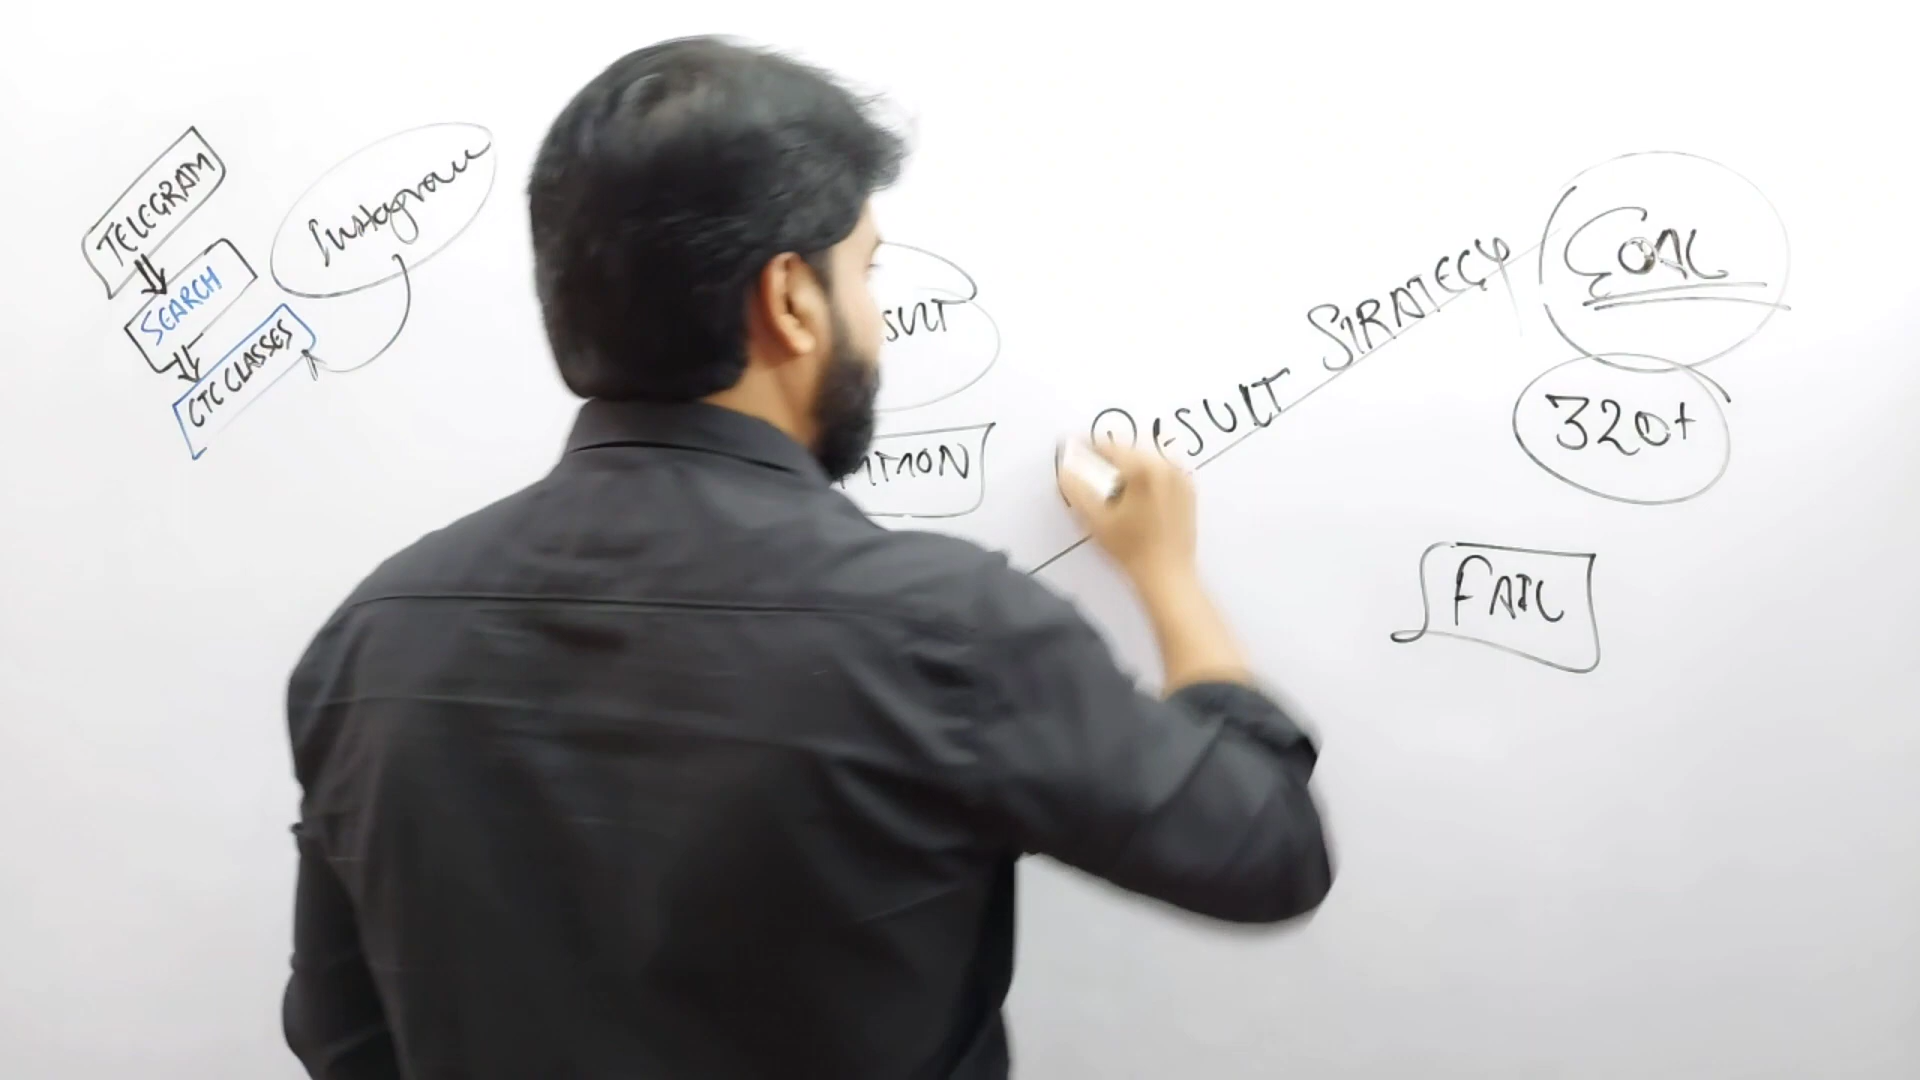 TELEGRAM
SEARCH
CTC CLASSES
Instagram
RESULT STRATEGY
GOAL
320+
FAIL